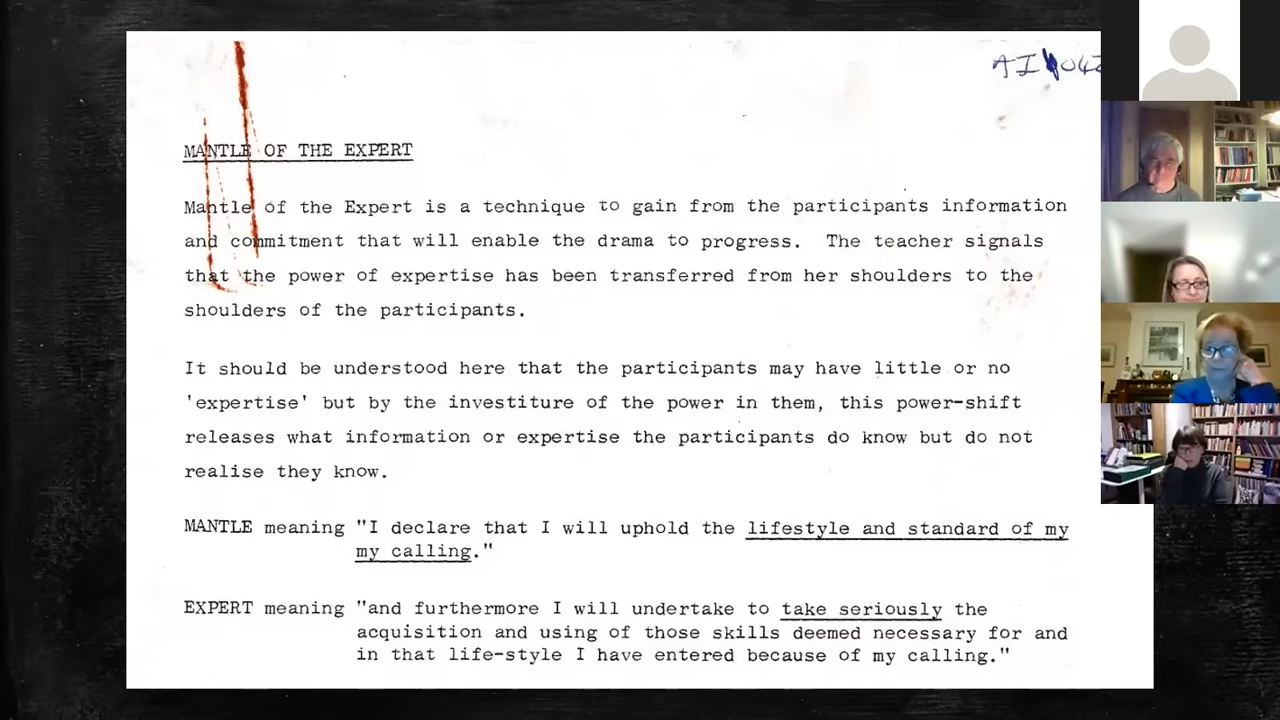 MANTLE OF THE EXPERT
Mantle of the Expert is a technique to gain from the participants information
and commitment that will enable the drama to progress. The teacher signals
that the power of expertise has been transferred from her shoulders to the
shoulders of the participants.
It should be understood here that the participants may have little or no
'expertise' but by the investiture of the power in them, this power-shift
releases what information or expertise the participants do know but do not
realise they know.
MANTLE meaning "I declare that I will uphold the lifestyle and standard of my
my calling."
EXPERT meaning "and furthermore I will undertake to take seriously the
acquisition and using of those skills deemed necessary for and
in that life-style I have entered because of my calling."